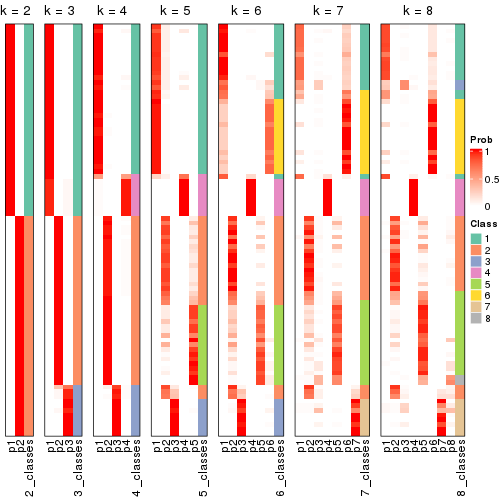 k = 2 k = 3 k = 4 k = 5 k = 6 k = 7 k = 8
Prob
1
0.5
0
Class
1
2
3
4
5
6
7
8
p1 p2 2_classes
p1 p2 p3 3_classes
p1 p2 p3 p4 4_classes
p1 p2 p3 p4 p5 5_classes
p1 p2 p3 p4 p5 p6 6_classes
p1 p2 p3 p4 p5 p6 p7 7_classes
p1 p2 p3 p4 p5 p6 p7 p8 8_classes